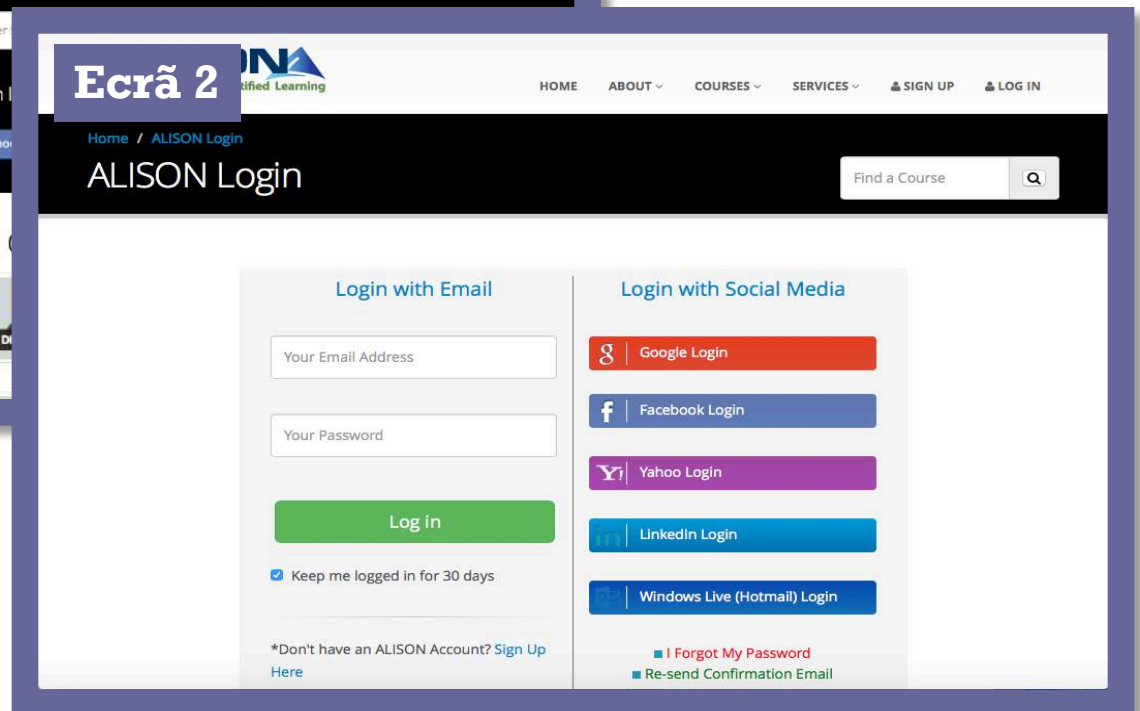 Ecrã 2
tified Learning
HOME ABOUT COURSES SERVICES SIGN UP LOG IN
Home / ALISON Login
ALISON Login
Find a Course
Login with Email
Login with Social Media
Your Email Address
Your Password
Log in
Keep me logged in for 30 days
*Don't have an ALISON Account? Sign Up
Here
Google Login
Facebook Login
Yahoo Login
LinkedIn Login
Windows Live (Hotmail) Login
I Forgot My Password
Re-send Confirmation Email